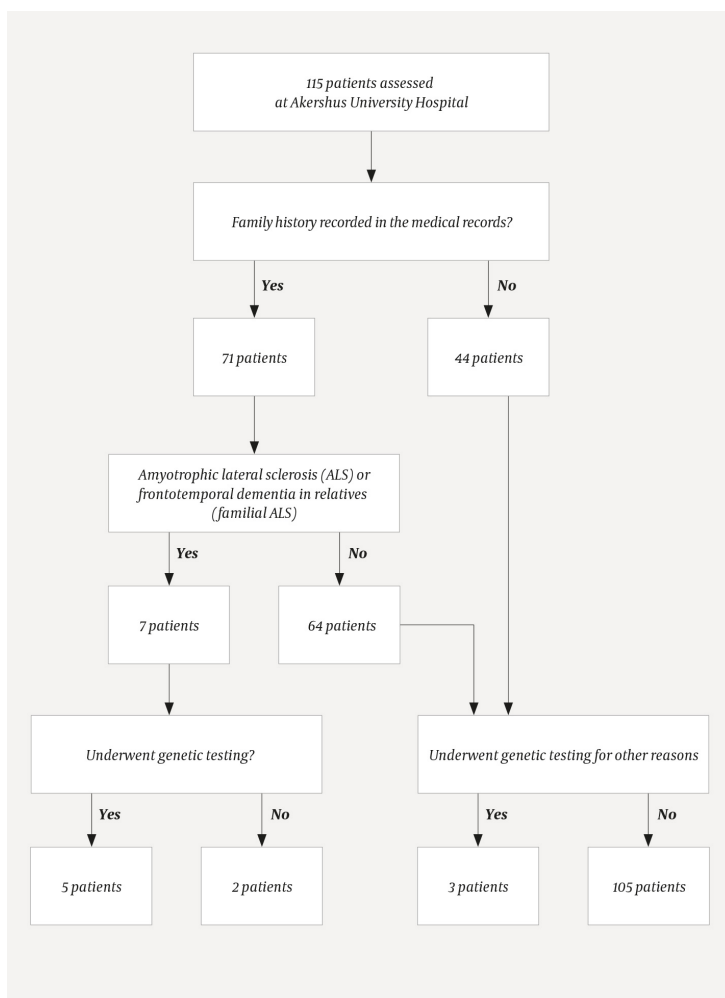 115 patients assessed
at Akershus University Hospital
Family history recorded in the medical records?
Yes
No
71 patients
44 patients
Amyotrophic lateral sclerosis (ALS) or
frontotemporal dementia in relatives
(familial ALS)
Yes
No
7 patients
64 patients
Underwent genetic testing?
Underwent genetic testing for other reasons
Yes
No
Yes
No
5 patients
2 patients
3 patients
105 patients